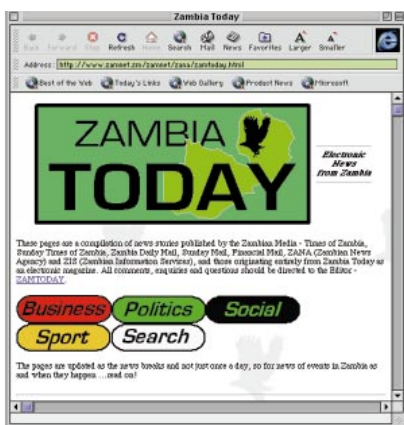 Zambia Today
Back Forward Stop Refresh Home Search Mail News Favorites Larger Smaller
Address: http://www.zamnet.zm/zamnet/zana/zamtoday.html
Best of the Web Today's Links Web Gallery Product News Microsoft
ZAMBIA
TODAY
Electronic
News
from Zambia
These pages are a compilation of news stories published by the Zambian Media - Times of Zambia,
Sunday Times of Zambia, Zambia Daily Mail, Sunday Mail, Financial Mail, ZANA (Zambian News
Agency) and ZIS (Zambian Information Services), and those originating entirely from Zambia Today as
an electronic magazine. All comments, enquiries and questions should be directed to the Editor -
ZAMTODAY.
Business Politics Social
Sport Search
The pages are updated as the news breaks and not just once a day, so for news of events in Zambia as
and when they happen ...read on!